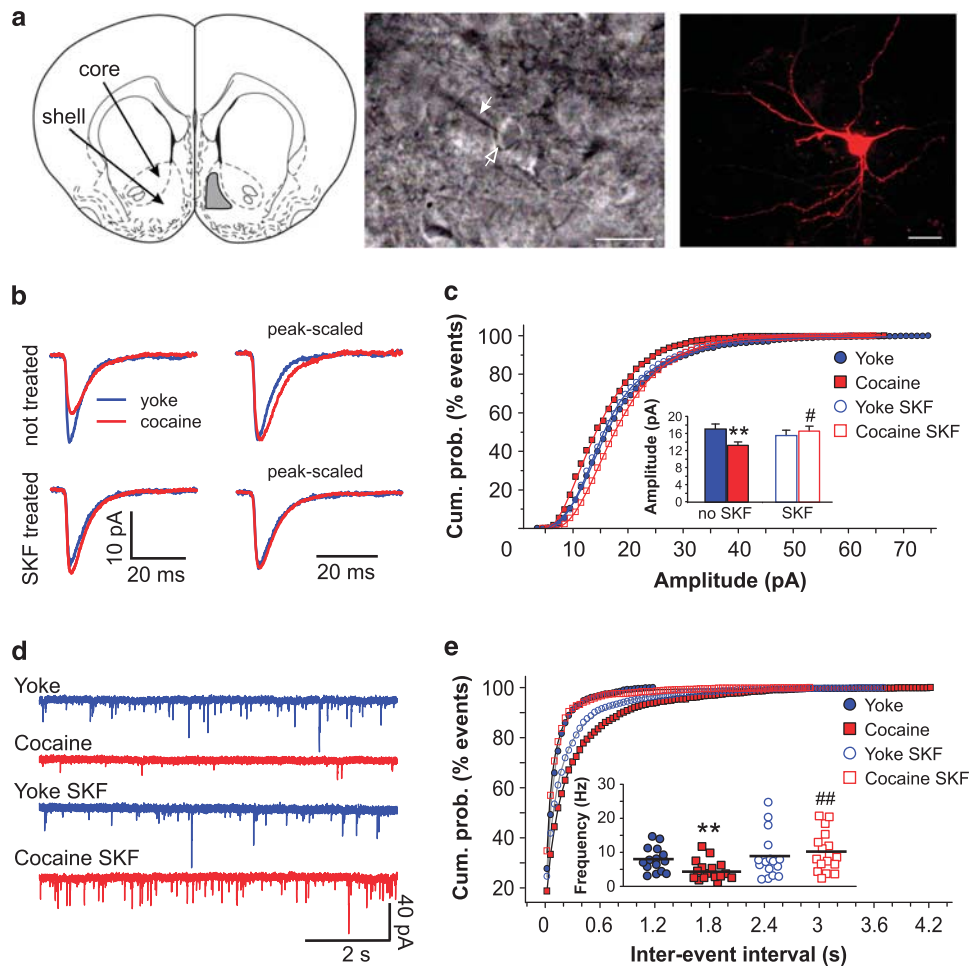 a
core
shell
b
peak-scaled
not treated
yoke
cocaine
peak-scaled
SKF treated
10 pA
20 ms
20 ms
c
Cum. prob. (% events)
100
80
60
40
20
0
10
20
30
40
50
60
70
Amplitude (pA)
Yoke
Cocaine
Yoke SKF
Cocaine SKF
Amplitude (pA)
18
16
12
8
4
0
**
#
no SKF
SKF
d
Yoke
Cocaine
Yoke SKF
Cocaine SKF
40 pA
2 s
e
Cum. prob. (% events)
100
80
60
40
20
0
0.6
1.2
1.8
2.4
3
3.6
4.2
Inter-event interval (s)
Yoke
Cocaine
Yoke SKF
Cocaine SKF
Frequency (Hz)
30
20
10
0
**
##